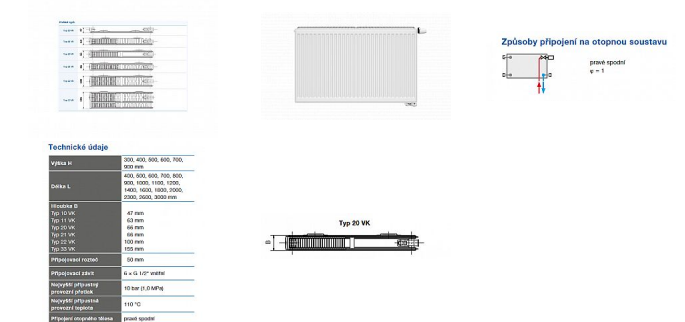 Způsoby připojení na otopnou soustavu
pravé spodní
φ = 1
Technické údaje
Výška H
300, 400, 500, 600, 700,
900 mm
Délka L
400, 500, 600, 700, 800,
900, 1000, 1100, 1200,
1400, 1600, 1800, 2000,
2300, 2600, 3000 mm
Hloubka B
Typ 10 VK 47 mm
Typ 11 VK 63 mm
Typ 20 VK 66 mm
Typ 21 VK 66 mm
Typ 22 VK 100 mm
Typ 33 VK 155 mm
Připojovací rozteč 50 mm
Připojovací závit 6 × G 1/2" vnitřní
Nejvyšší přípustný
provozní přetlak
10 bar (1,0 MPa)
Nejvyšší přípustná
provozní teplota
110 °C
Připojení otopného tělesa pravé spodní
Typ 20 VK
B